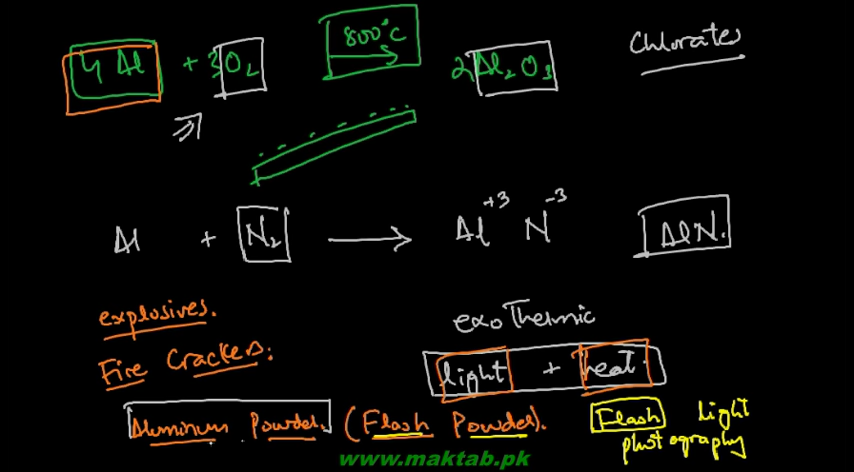 4 Al + 3O₂ 800°C 2Al₂O₃ Chlorates
Al + N₂ → Al⁺³ N⁻³ AlN.
explosives. exoThermic
Fire Crackers: light + heat.
Aluminum Powder. (Flash Powder). Flash light
photography
www.maktab.pk